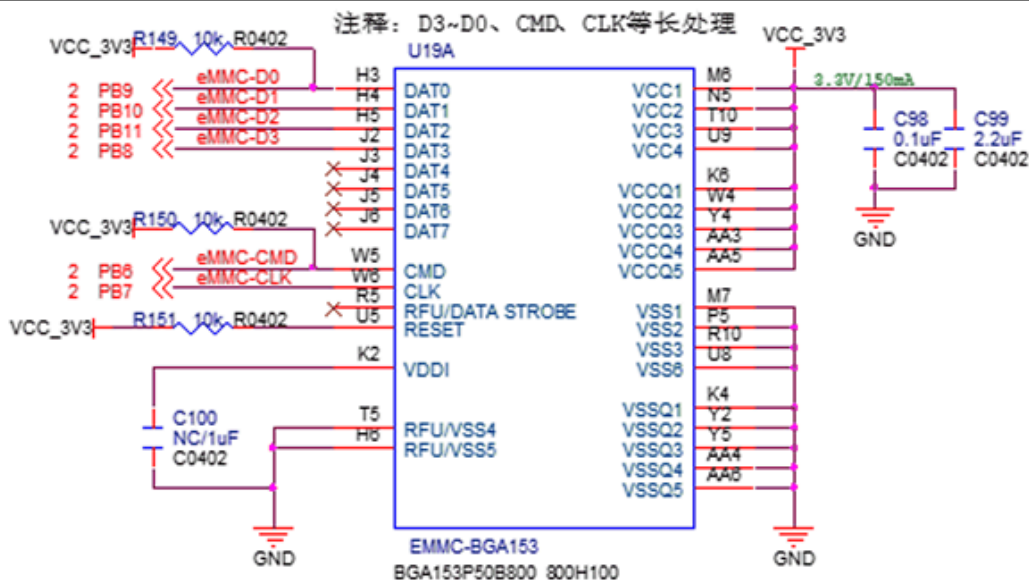 注释: D3~D0、CMD、CLK等长处理
VCC_3V3
R149 10k R0402
U19A
VCC_3V3
2 PB9 eMMC-D0 H3 DAT0
2 PB10 eMMC-D1 H4 DAT1
2 PB11 eMMC-D2 H5 DAT2
2 PB8 eMMC-D3 J2 DAT3
J3 DAT4
J4 DAT5
J5 DAT6
J6 DAT7
VCC_3V3 R150 10k R0402
2 PB6 eMMC-CMD W5 CMD
2 PB7 eMMC-CLK W6 CLK
R5 RFU/DATA STROBE
VCC_3V3 R151 10k R0402 U5 RESET
K2 VDDI
C100
NC/1uF
C0402
T5 RFU/VSS4
H6 RFU/VSS5
GND
VCC1 M6
VCC2 N5
VCC3 T10
VCC4 U9
VCCQ1 K6
VCCQ2 W4
VCCQ3 Y4
VCCQ4 AA3
VCCQ5 AA5
VSS1 M7
VSS2 P5
VSS3 R10
VSS6 U8
VSSQ1 K4
VSSQ2 Y2
VSSQ3 Y5
VSSQ4 AA4
VSSQ5 AA6
GND
3.3V/150mA
C98
0.1uF
C0402
C99
2.2uF
C0402
GND
EMMC-BGA153
BGA153P50B800 800H100